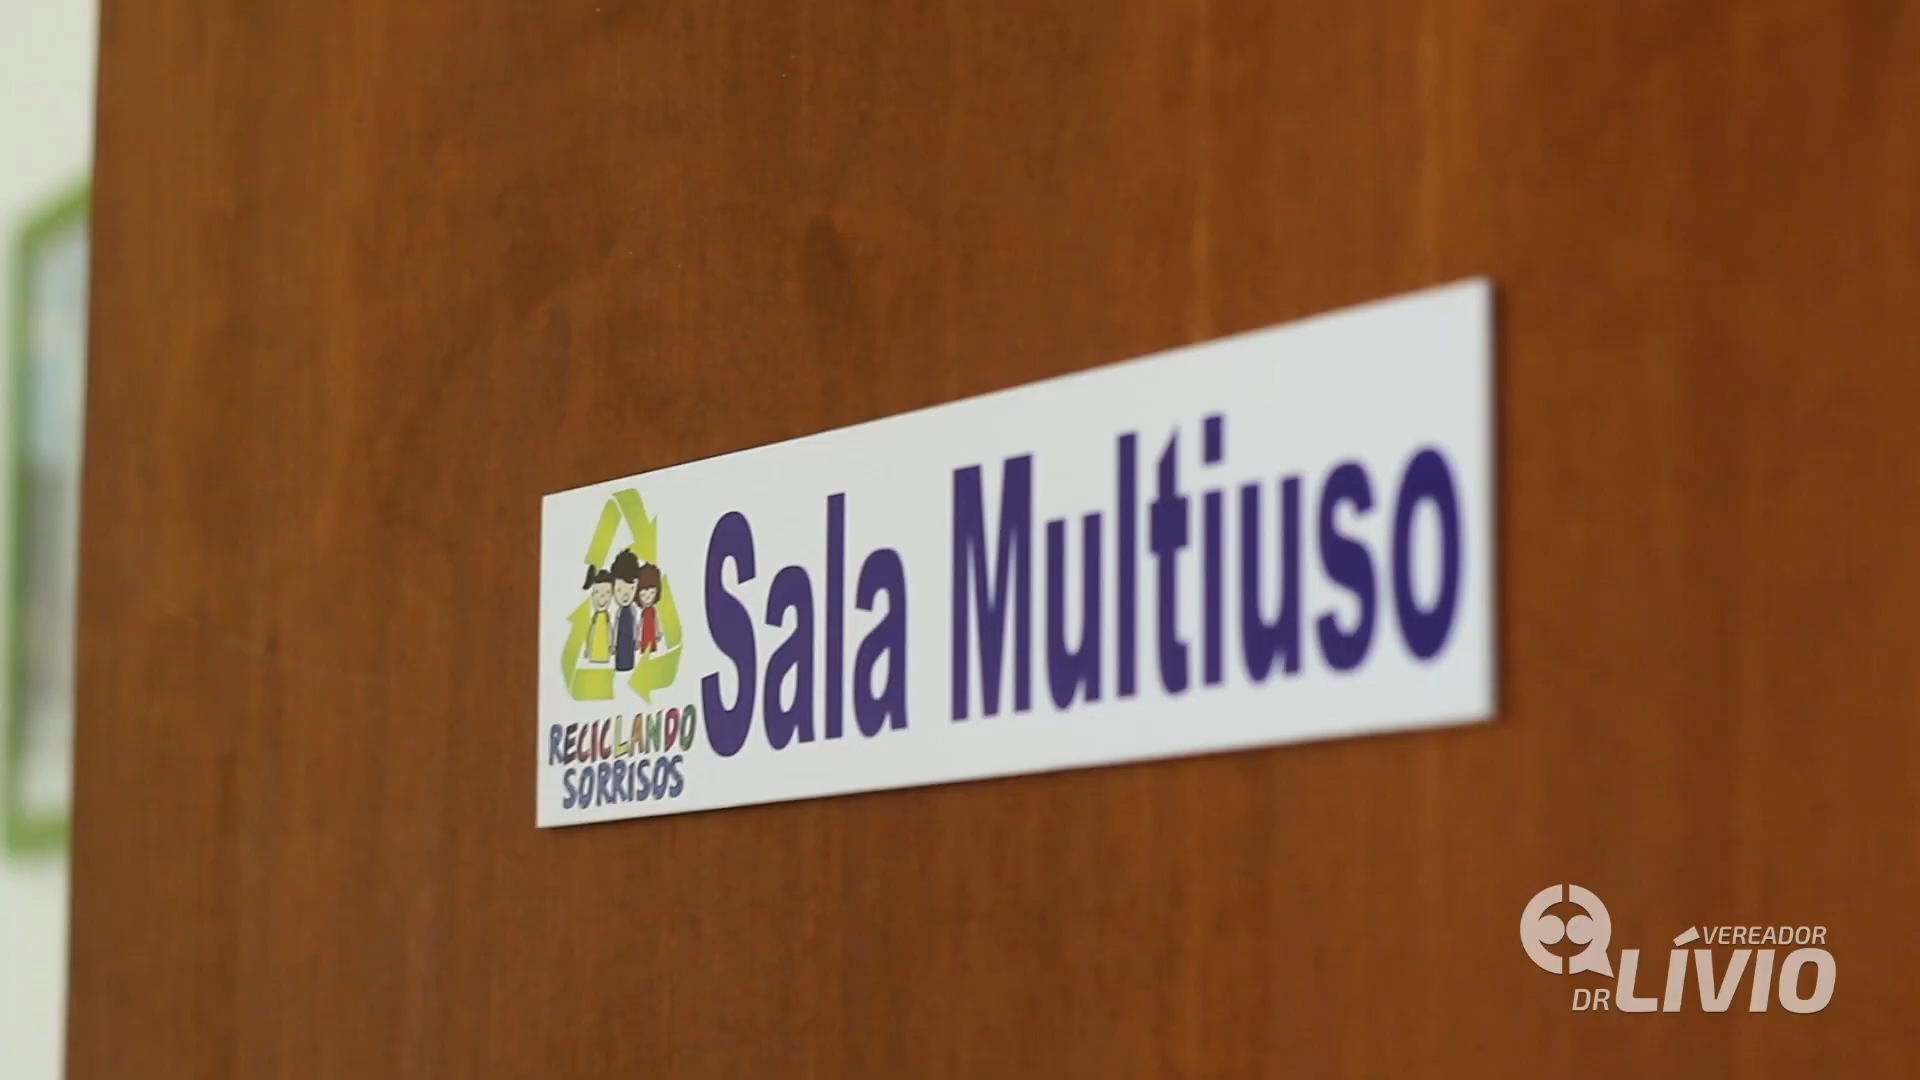 Sala Multiuso
RECICLANDO
SORRISOS
VEREADOR
DR LÍVIO